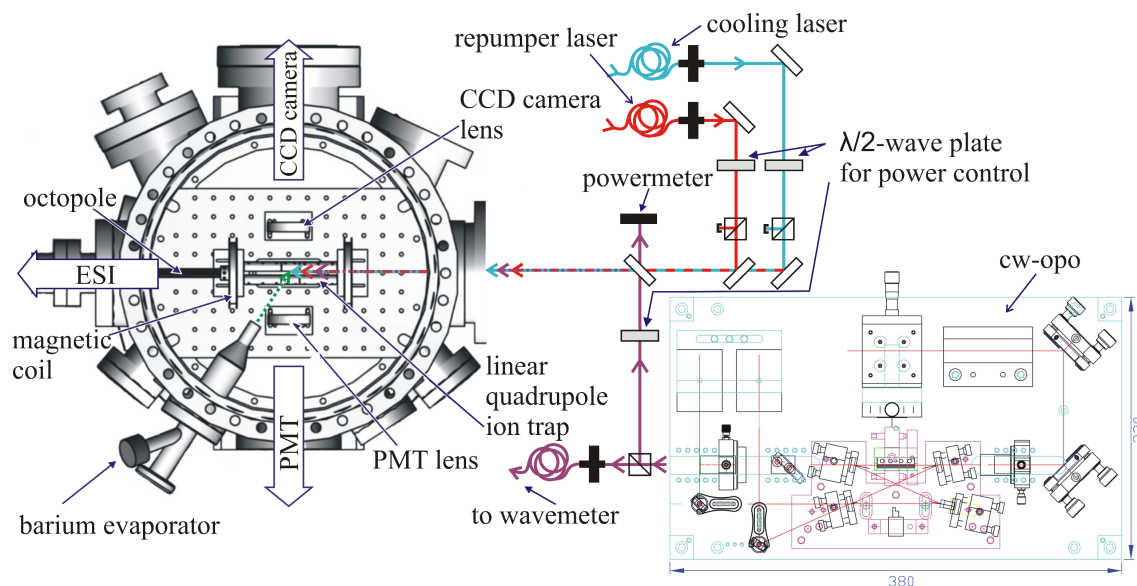 cooling laser
repumper laser
CCD camera
CCD camera
lens
λ/2-wave plate
for power control
powermeter
octopole
ESI
cw-opo
magnetic
coil
linear
quadrupole
ion trap
PMT
PMT lens
barium evaporator
to wavemeter
380